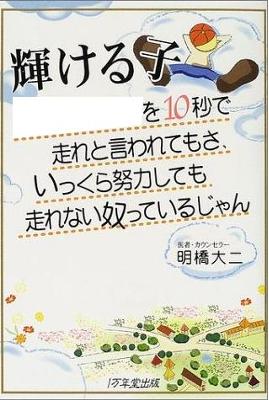 輝ける子
を10秒で
走れと言われてもさ、
いっくら努力しても
走れない奴っているじゃん
医者・カウンセラー
明橋大二
1万年堂出版